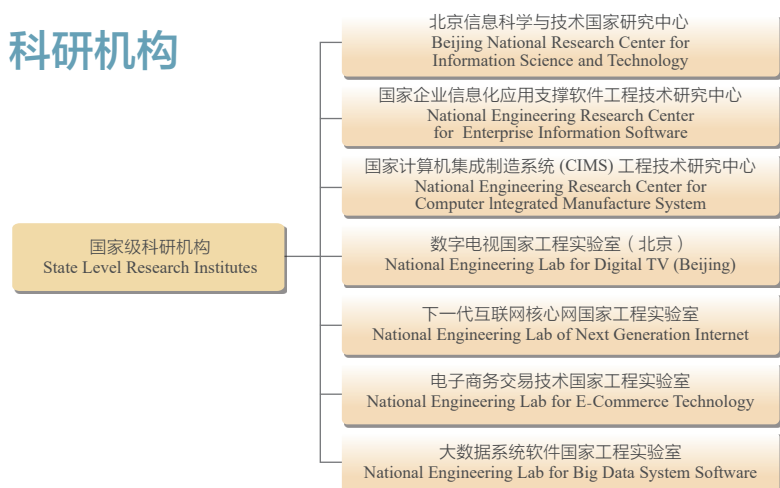 科研机构
北京信息科学与技术国家研究中心
Beijing National Research Center for
Information Science and Technology
国家企业信息化应用支撑软件工程技术研究中心
National Engineering Research Center
for Enterprise Information Software
国家计算机集成制造系统 (CIMS) 工程技术研究中心
National Engineering Research Center for
Computer Integrated Manufacture System
国家级科研机构
State Level Research Institutes
数字电视国家工程实验室（北京）
National Engineering Lab for Digital TV (Beijing)
下一代互联网核心网国家工程实验室
National Engineering Lab of Next Generation Internet
电子商务交易技术国家工程实验室
National Engineering Lab for E-Commerce Technology
大数据系统软件国家工程实验室
National Engineering Lab for Big Data System Software